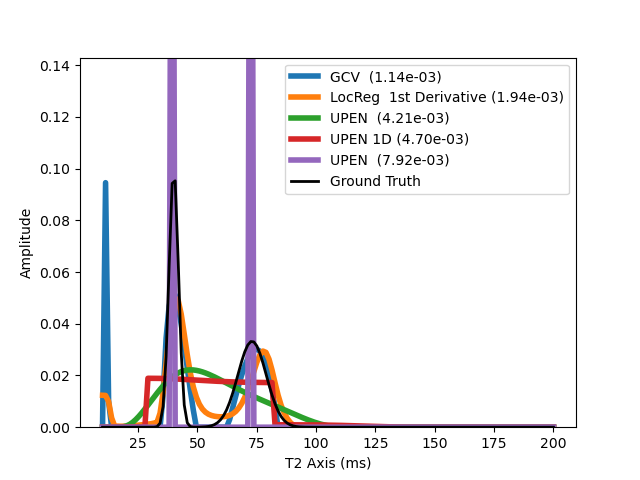 0.14
0.12
0.10
0.08
0.06
0.04
0.02
0.00
Amplitude
GCV (1.14e-03)
LocReg 1st Derivative (1.94e-03)
UPEN (4.21e-03)
UPEN 1D (4.70e-03)
UPEN (7.92e-03)
Ground Truth
25 50 75 100 125 150 175 200
T2 Axis (ms)